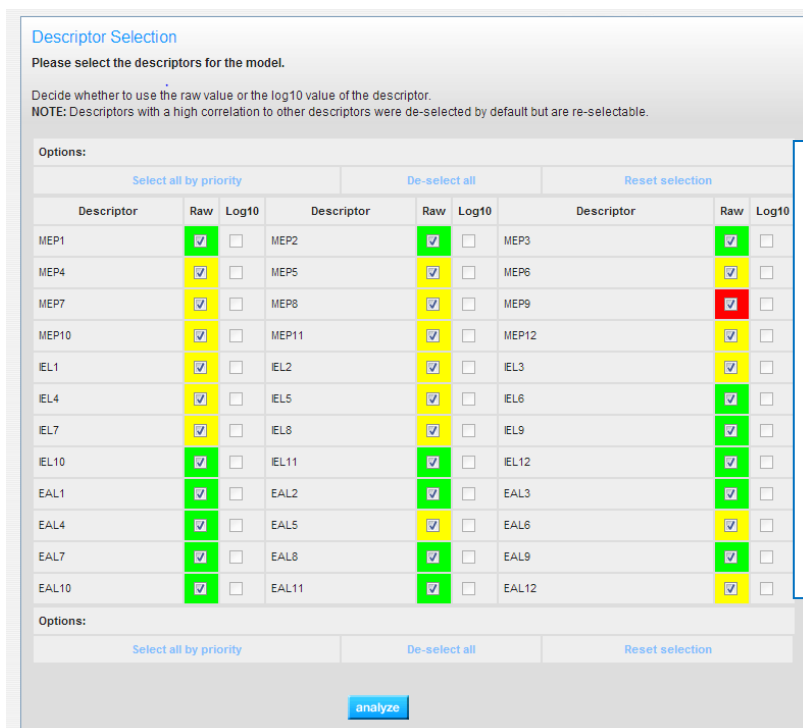 Descriptor Selection
Please select the descriptors for the model.
Decide whether to use the raw value or the log10 value of the descriptor.
NOTE: Descriptors with a high correlation to other descriptors were de-selected by default but are re-selectable.
Options:
Select all by priority De-select all Reset selection
Descriptor Raw Log10 Descriptor Raw Log10 Descriptor Raw Log10
MEP1 MEP2 MEP3
MEP4 MEP5 MEP6
MEP7 MEP8 MEP9
MEP10 MEP11 MEP12
IEL1 IEL2 IEL3
IEL4 IEL5 IEL6
IEL7 IEL8 IEL9
IEL10 IEL11 IEL12
EAL1 EAL2 EAL3
EAL4 EAL5 EAL6
EAL7 EAL8 EAL9
EAL10 EAL11 EAL12
Options:
Select all by priority De-select all Reset selection
analyze